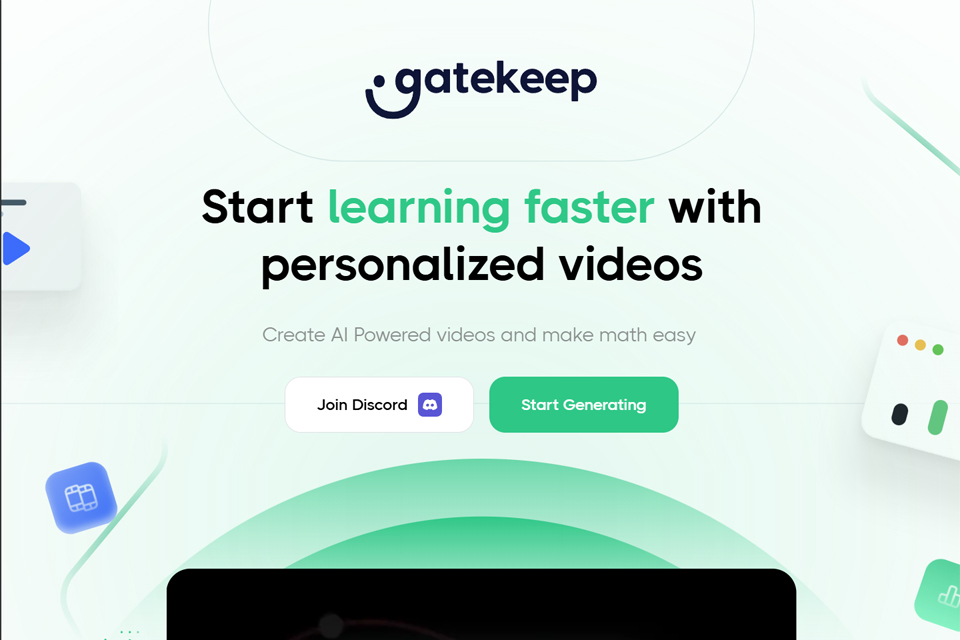 gatekeep
Start learning faster with
personalized videos
Create AI Powered videos and make math easy
Join Discord
Start Generating